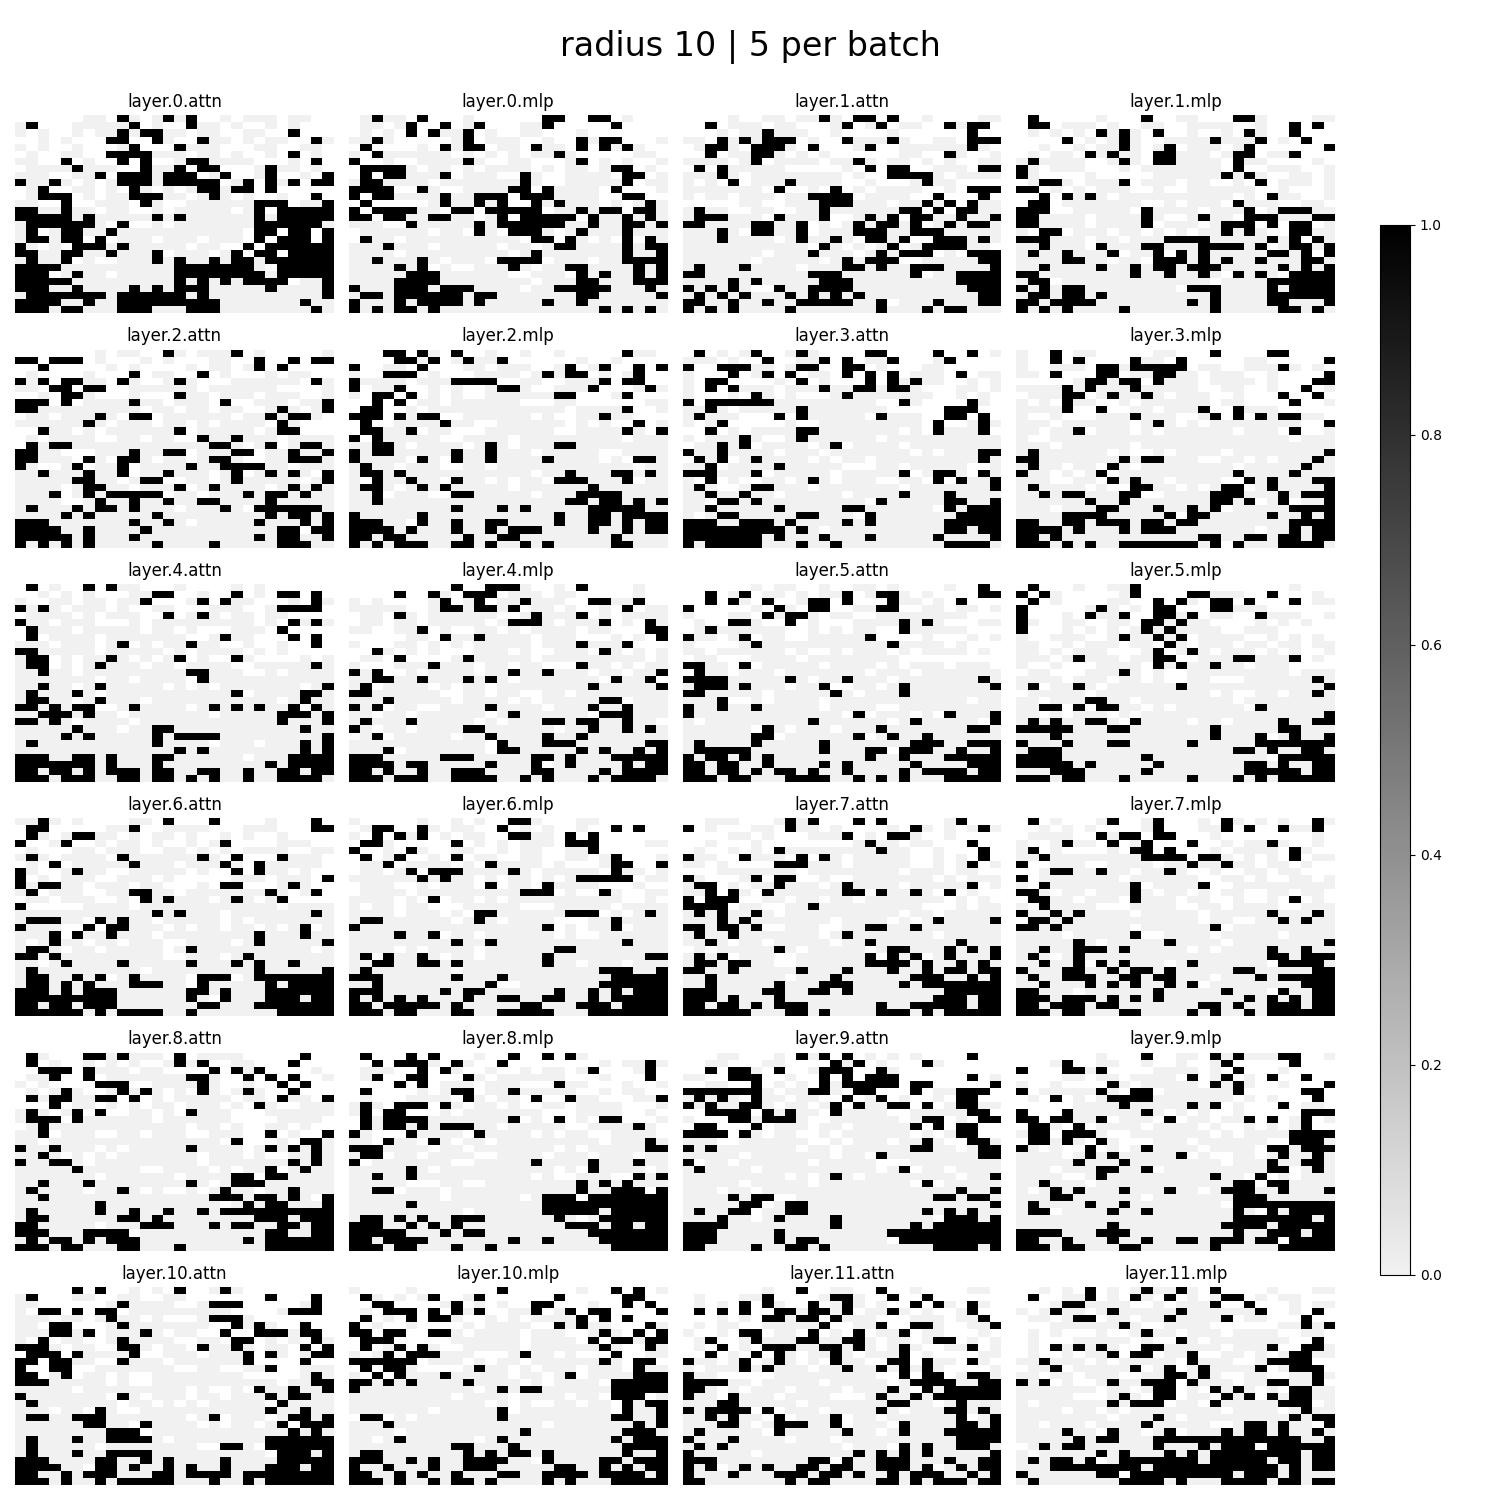 radius 10 | 5 per batch
layer.0.attn layer.0.mlp layer.1.attn layer.1.mlp
layer.2.attn layer.2.mlp layer.3.attn layer.3.mlp
layer.4.attn layer.4.mlp layer.5.attn layer.5.mlp
layer.6.attn layer.6.mlp layer.7.attn layer.7.mlp
layer.8.attn layer.8.mlp layer.9.attn layer.9.mlp
layer.10.attn layer.10.mlp layer.11.attn layer.11.mlp
1.0
0.8
0.6
0.4
0.2
0.0